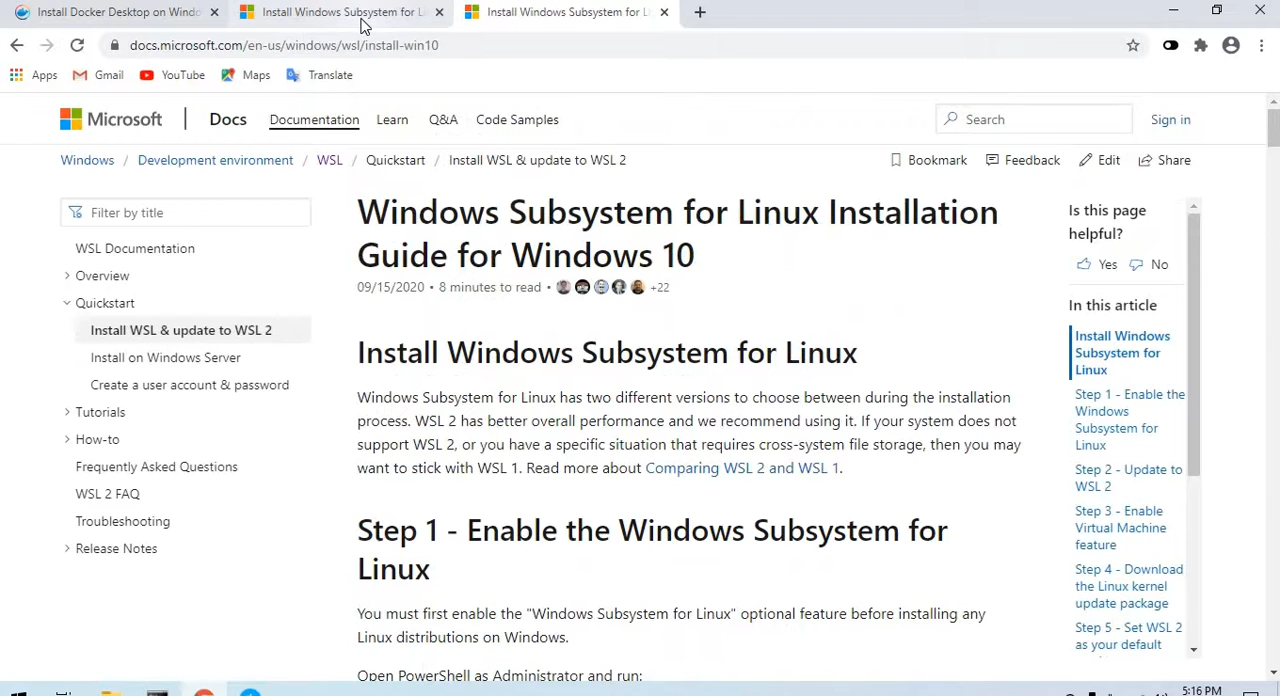 Install Docker Desktop on Windo
Install Windows Subsystem for Li
Install Windows Subsystem for L
docs.microsoft.com/en-us/windows/wsl/install-win10
Apps
Gmail
YouTube
Maps
Translate
Microsoft
Docs
Documentation
Learn
Q&A
Code Samples
Search
Sign in
Windows / Development environment / WSL / Quickstart / Install WSL & update to WSL 2
Bookmark
Feedback
Edit
Share
Filter by title
WSL Documentation
Overview
Quickstart
Install WSL & update to WSL 2
Install on Windows Server
Create a user account & password
Tutorials
How-to
Frequently Asked Questions
WSL 2 FAQ
Troubleshooting
Release Notes
Windows Subsystem for Linux Installation
Guide for Windows 10
09/15/2020 • 8 minutes to read • +22
Install Windows Subsystem for Linux
Windows Subsystem for Linux has two different versions to choose between during the installation
process. WSL 2 has better overall performance and we recommend using it. If your system does not
support WSL 2, or you have a specific situation that requires cross-system file storage, then you may
want to stick with WSL 1. Read more about Comparing WSL 2 and WSL 1.
Step 1 - Enable the Windows Subsystem for
Linux
You must first enable the "Windows Subsystem for Linux" optional feature before installing any
Linux distributions on Windows.
Open PowerShell as Administrator and run:
Is this page
helpful?
Yes
No
In this article
Install Windows
Subsystem for
Linux
Step 1 - Enable the
Windows
Subsystem for
Linux
Step 2 - Update to
WSL 2
Step 3 - Enable
Virtual Machine
feature
Step 4 - Download
the Linux kernel
update package
Step 5 - Set WSL 2
as your default
5:16 PM